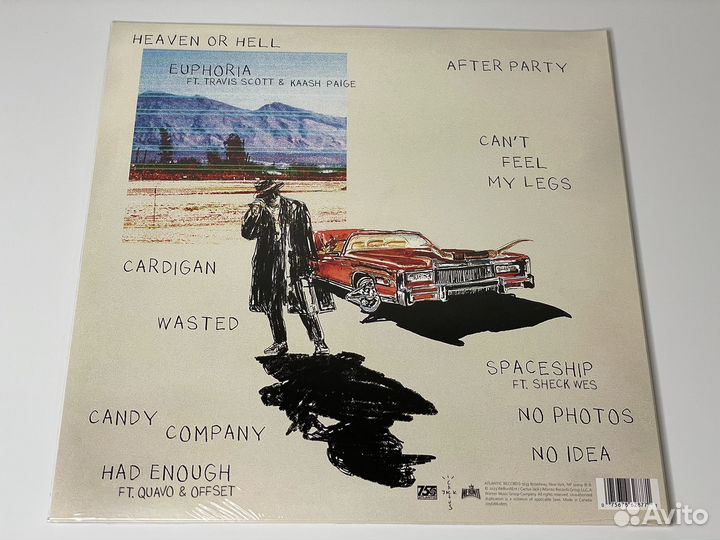 HEAVEN OR HELL
EUPHORIA
FT. TRAVIS SCOTT & KAASH PAIGE
CARDIGAN
WASTED
CANDY
COMPANY
HAD ENOUGH
FT. QUAVO & OFFSET
AFTER PARTY
CAN'T
FEEL
MY LEGS
SPACESHIP
FT. SHECK WES
NO PHOTOS
NO IDEA
Avito